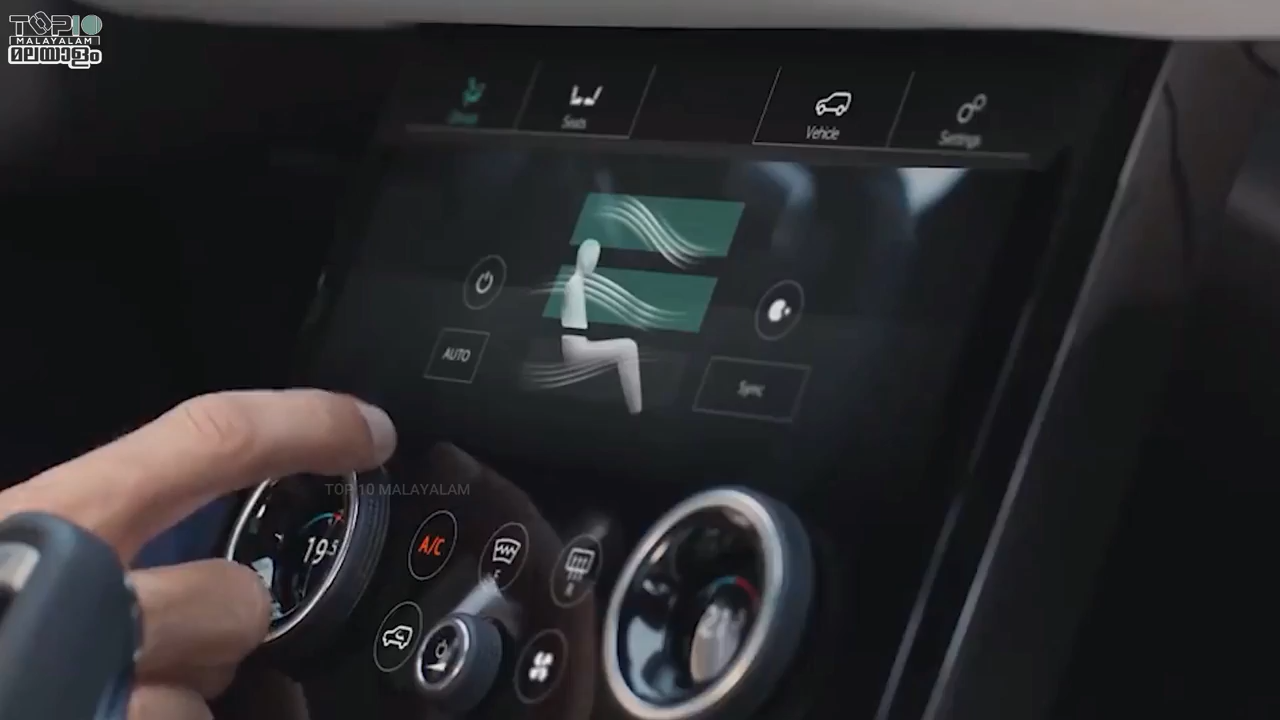 TOP10
MALAYALAM
മലയാളം
Seats
Vehicle
Settings
AUTO
Sync
TOP 10 MALAYALAM
19.5
A/C
F
R